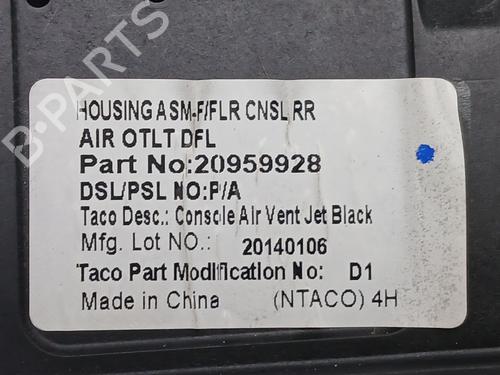 HOUSING ASM-F/FLR CNSL RR
AIR OTLT DFL
Part No:20959928
DSL/PSL NO:P/A
Taco Desc.: Console Air Vent Jet Black
Mfg. Lot NO.: 20140106
Taco Part Modification No: D1
Made in China (NTACO) 4H
B-PARTS